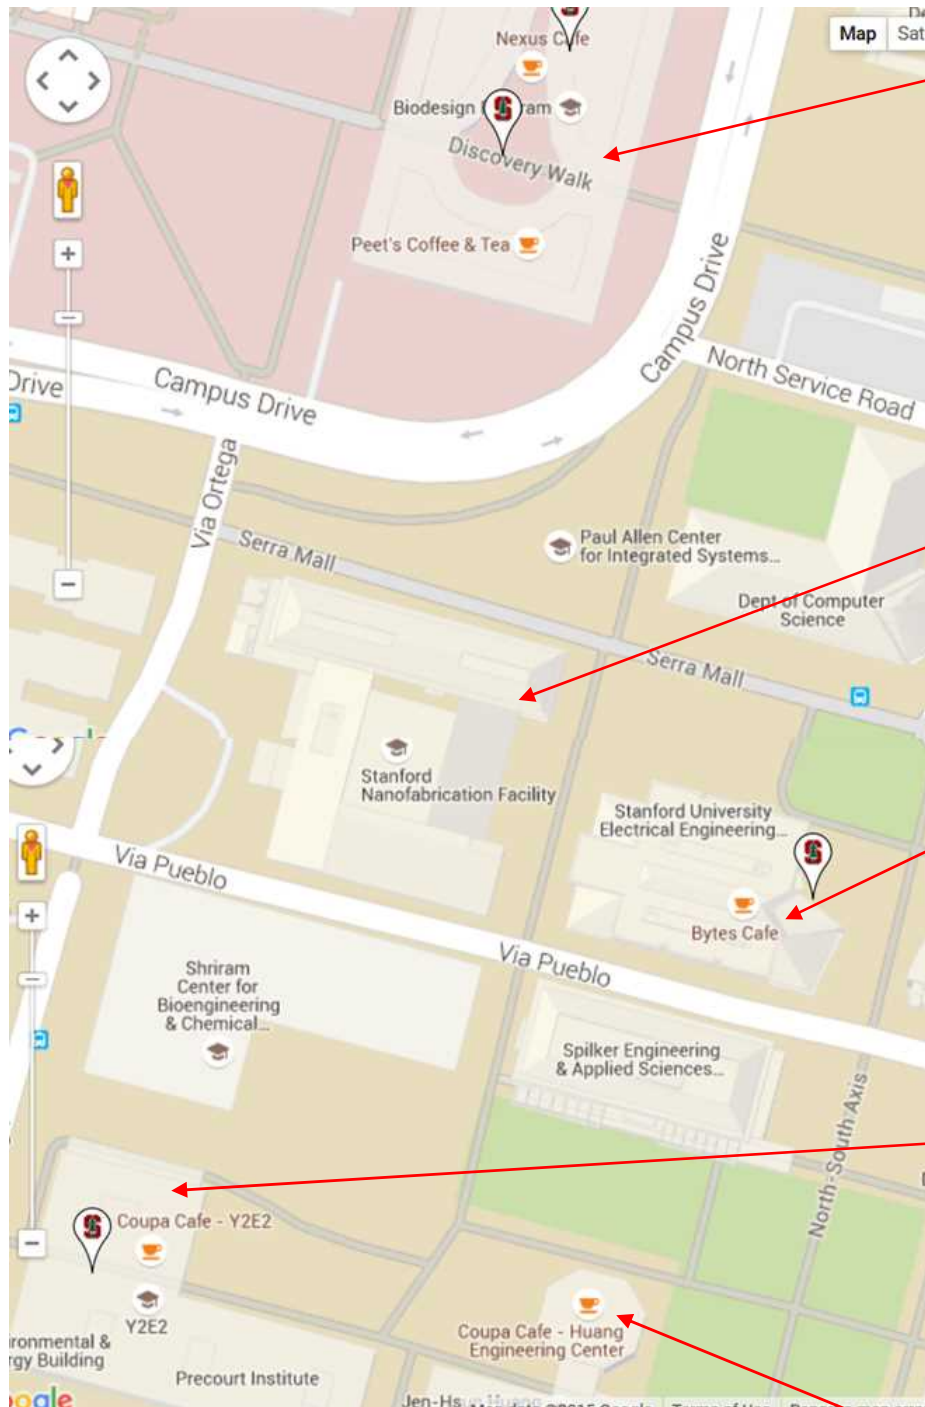 Nexus Cafe
Map
Sat
Biodesign
ram
Discovery Walk
Peet's Coffee & Tea
Campus Drive
North Service Road
Drive
Campus Drive
Via Ortega
Serra Mall
Paul Allen Center
for Integrated Systems...
Dept of Computer
Science
Serra Mall
Stanford
Nanofabrication Facility
Stanford University
Electrical Engineering...
Via Pueblo
Bytes Cafe
Via Pueblo
Shriram
Center for
Bioengineering
& Chemical...
Spilker Engineering
& Applied Sciences...
North-South Axis
Coupa Cafe - Y2E2
Y2E2
ironmental &
rgy Building
Coupa Cafe - Huang
Engineering Center
Precourt Institute
oogle
Jen-Hs